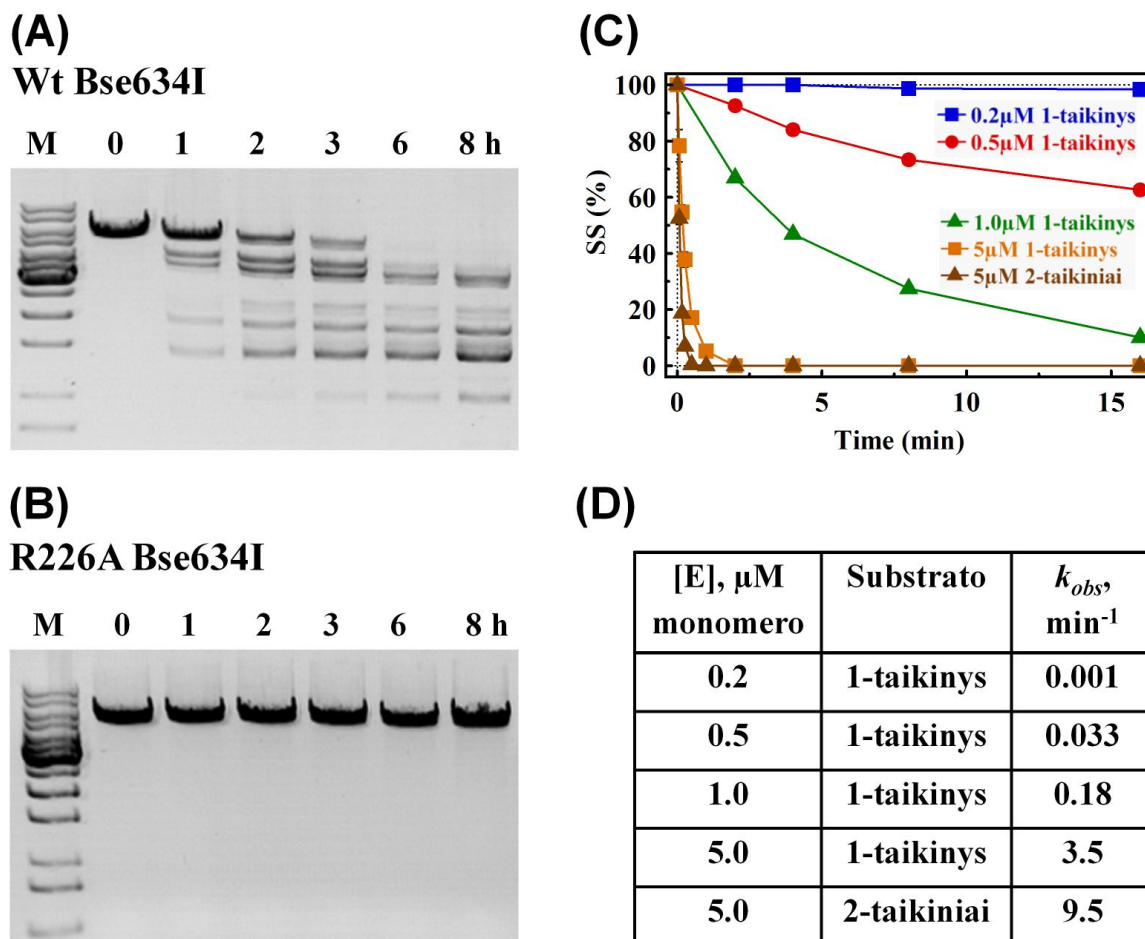 (A)
Wt Bse634I
M 0 1 2 3 6 8 h
(B)
R226A Bse634I
M 0 1 2 3 6 8 h
(C)
SS (%)
100
80
60
40
20
0
0.2µM 1-taikinys
0.5µM 1-taikinys
1.0µM 1-taikinys
5µM 1-taikinys
5µM 2-taikiniai
0 5 10 15
Time (min)
(D)
[E], µM monomero Substrato kobs, min-1
0.2 1-taikinys 0.001
0.5 1-taikinys 0.033
1.0 1-taikinys 0.18
5.0 1-taikinys 3.5
5.0 2-taikiniai 9.5